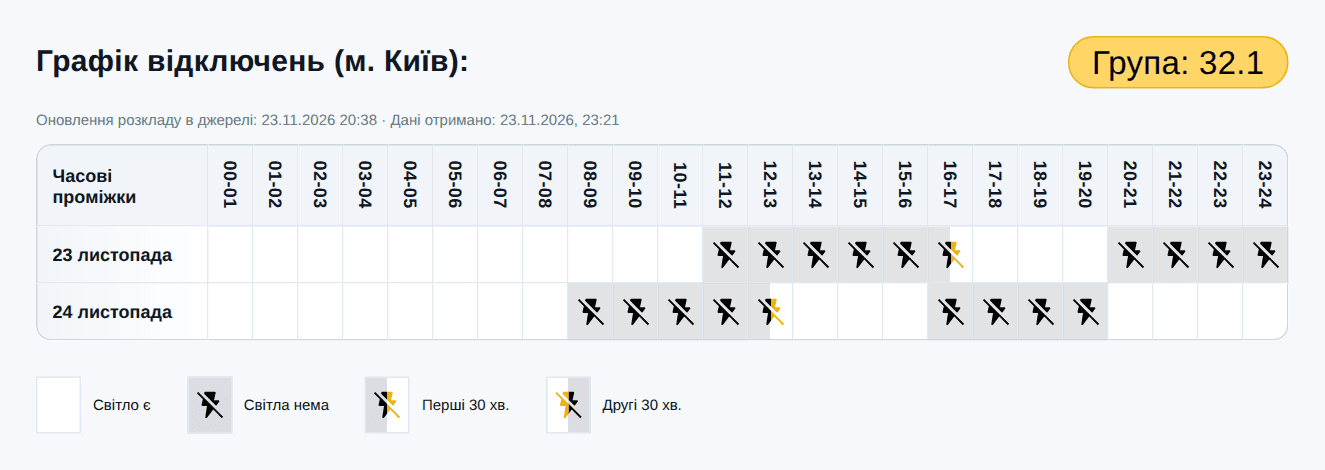 Графік відключень (м. Київ):
Група: 32.1
Оновлення розкладу в джерелі: 23.11.2026 20:38 · Дані отримано: 23.11.2026, 23:21
Часові
проміжки
00-01 01-02 02-03 03-04 04-05 05-06 06-07 07-08 08-09 09-10 10-11 11-12 12-13 13-14 14-15 15-16 16-17 17-18 18-19 19-20 20-21 21-22 22-23 23-24
23 листопада
24 листопада
Світло є
Світла нема
Перші 30 хв.
Другі 30 хв.